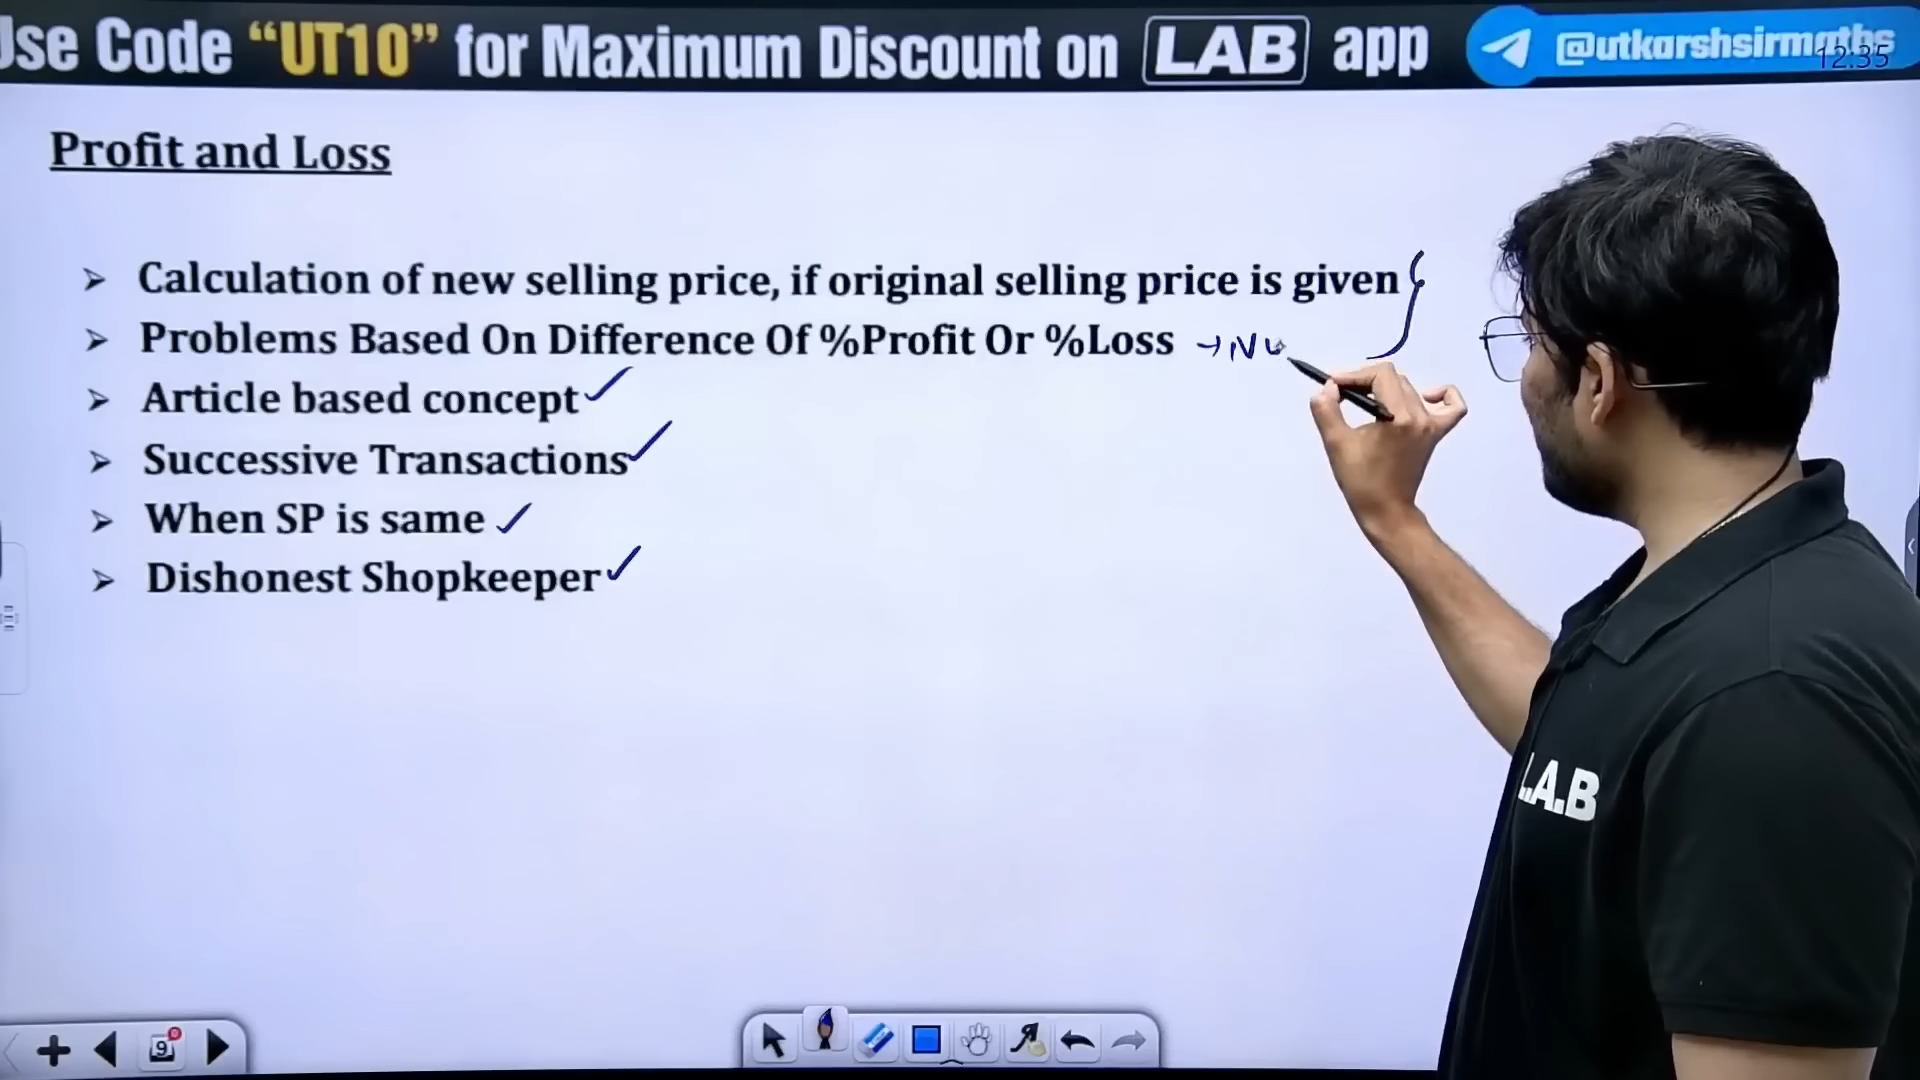 Use Code “UT10” for Maximum Discount on LAB app @utkarshsirmaths
12:35
Profit and Loss
➢ Calculation of new selling price, if original selling price is given
➢ Problems Based On Difference Of %Profit Or %Loss
➢ Article based concept ✓
➢ Successive Transactions ✓
➢ When SP is same ✓
➢ Dishonest Shopkeeper ✓
L.A.B
9